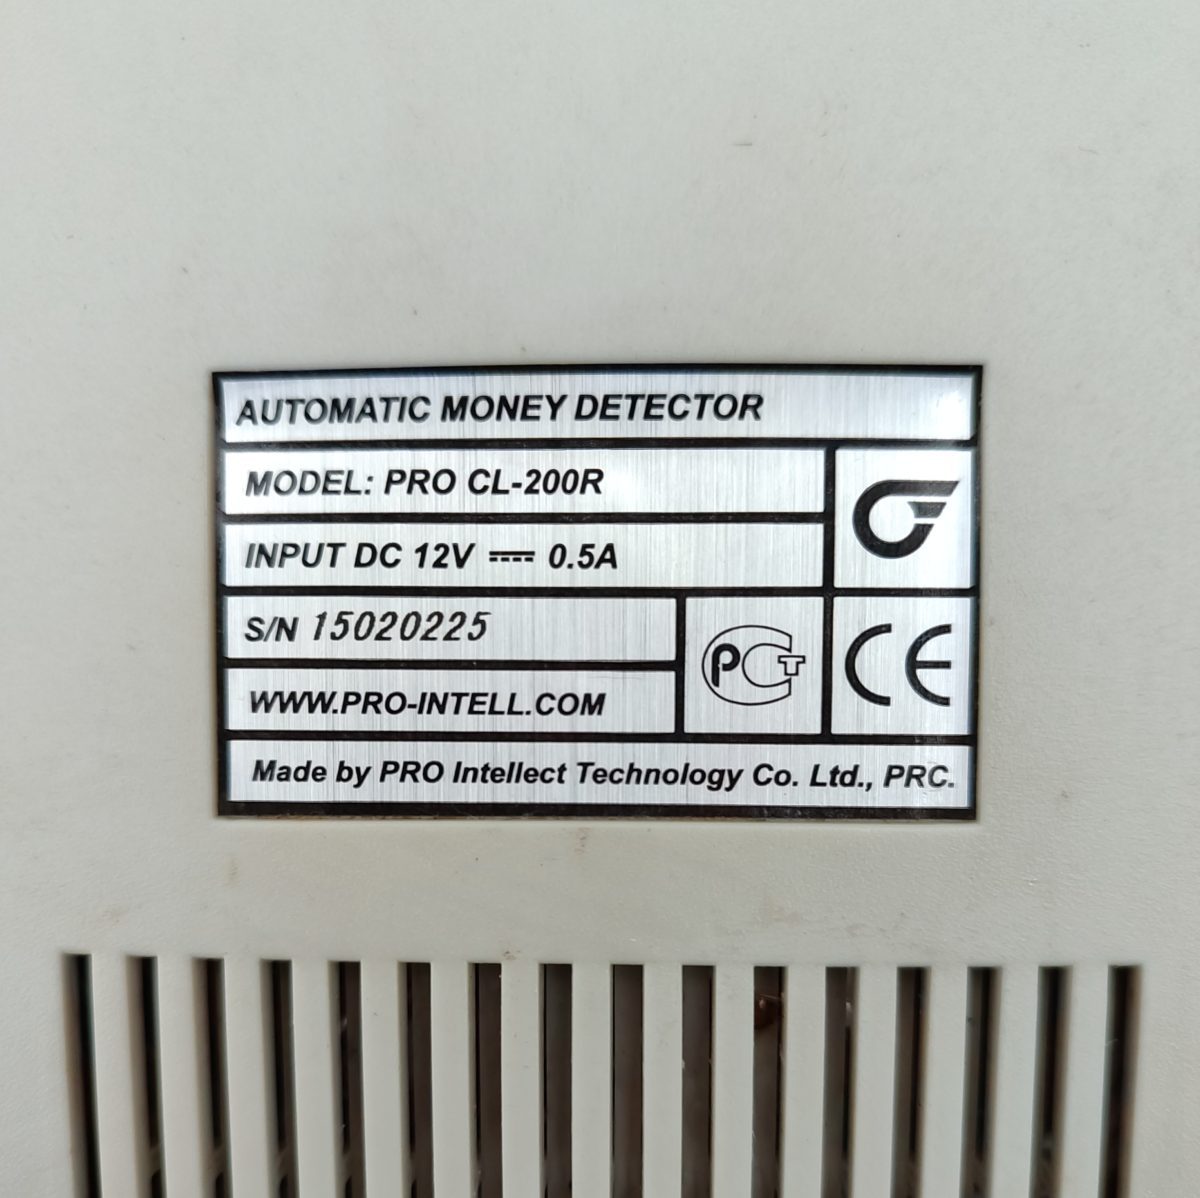 AUTOMATIC MONEY DETECTOR
MODEL: PRO CL-200R
INPUT DC 12V ⎓ 0.5A
S/N 15020225
РСТ
CE
WWW.PRO-INTELL.COM
Made by PRO Intellect Technology Co. Ltd., PRC.